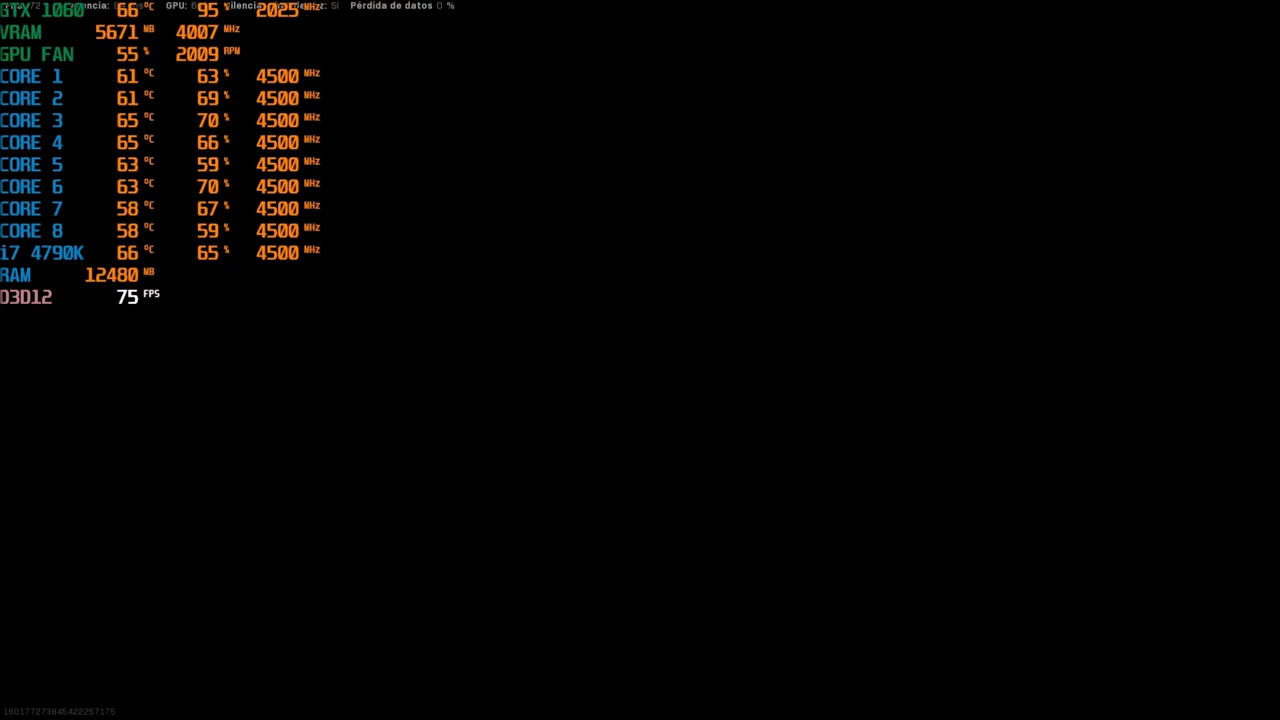 GPU: Pérdida de datos 0 %
GTX 1060 66 °C 95 % 2025 MHz
VRAM 5671 MB 4007 MHz
GPU FAN 55 % 2009 RPM
CORE 1 61 °C 63 % 4500 MHz
CORE 2 61 °C 69 % 4500 MHz
CORE 3 65 °C 70 % 4500 MHz
CORE 4 65 °C 66 % 4500 MHz
CORE 5 63 °C 59 % 4500 MHz
CORE 6 63 °C 70 % 4500 MHz
CORE 7 58 °C 67 % 4500 MHz
CORE 8 58 °C 59 % 4500 MHz
i7 4790K 66 °C 65 % 4500 MHz
RAM 12480 MB
D3D12 75 FPS